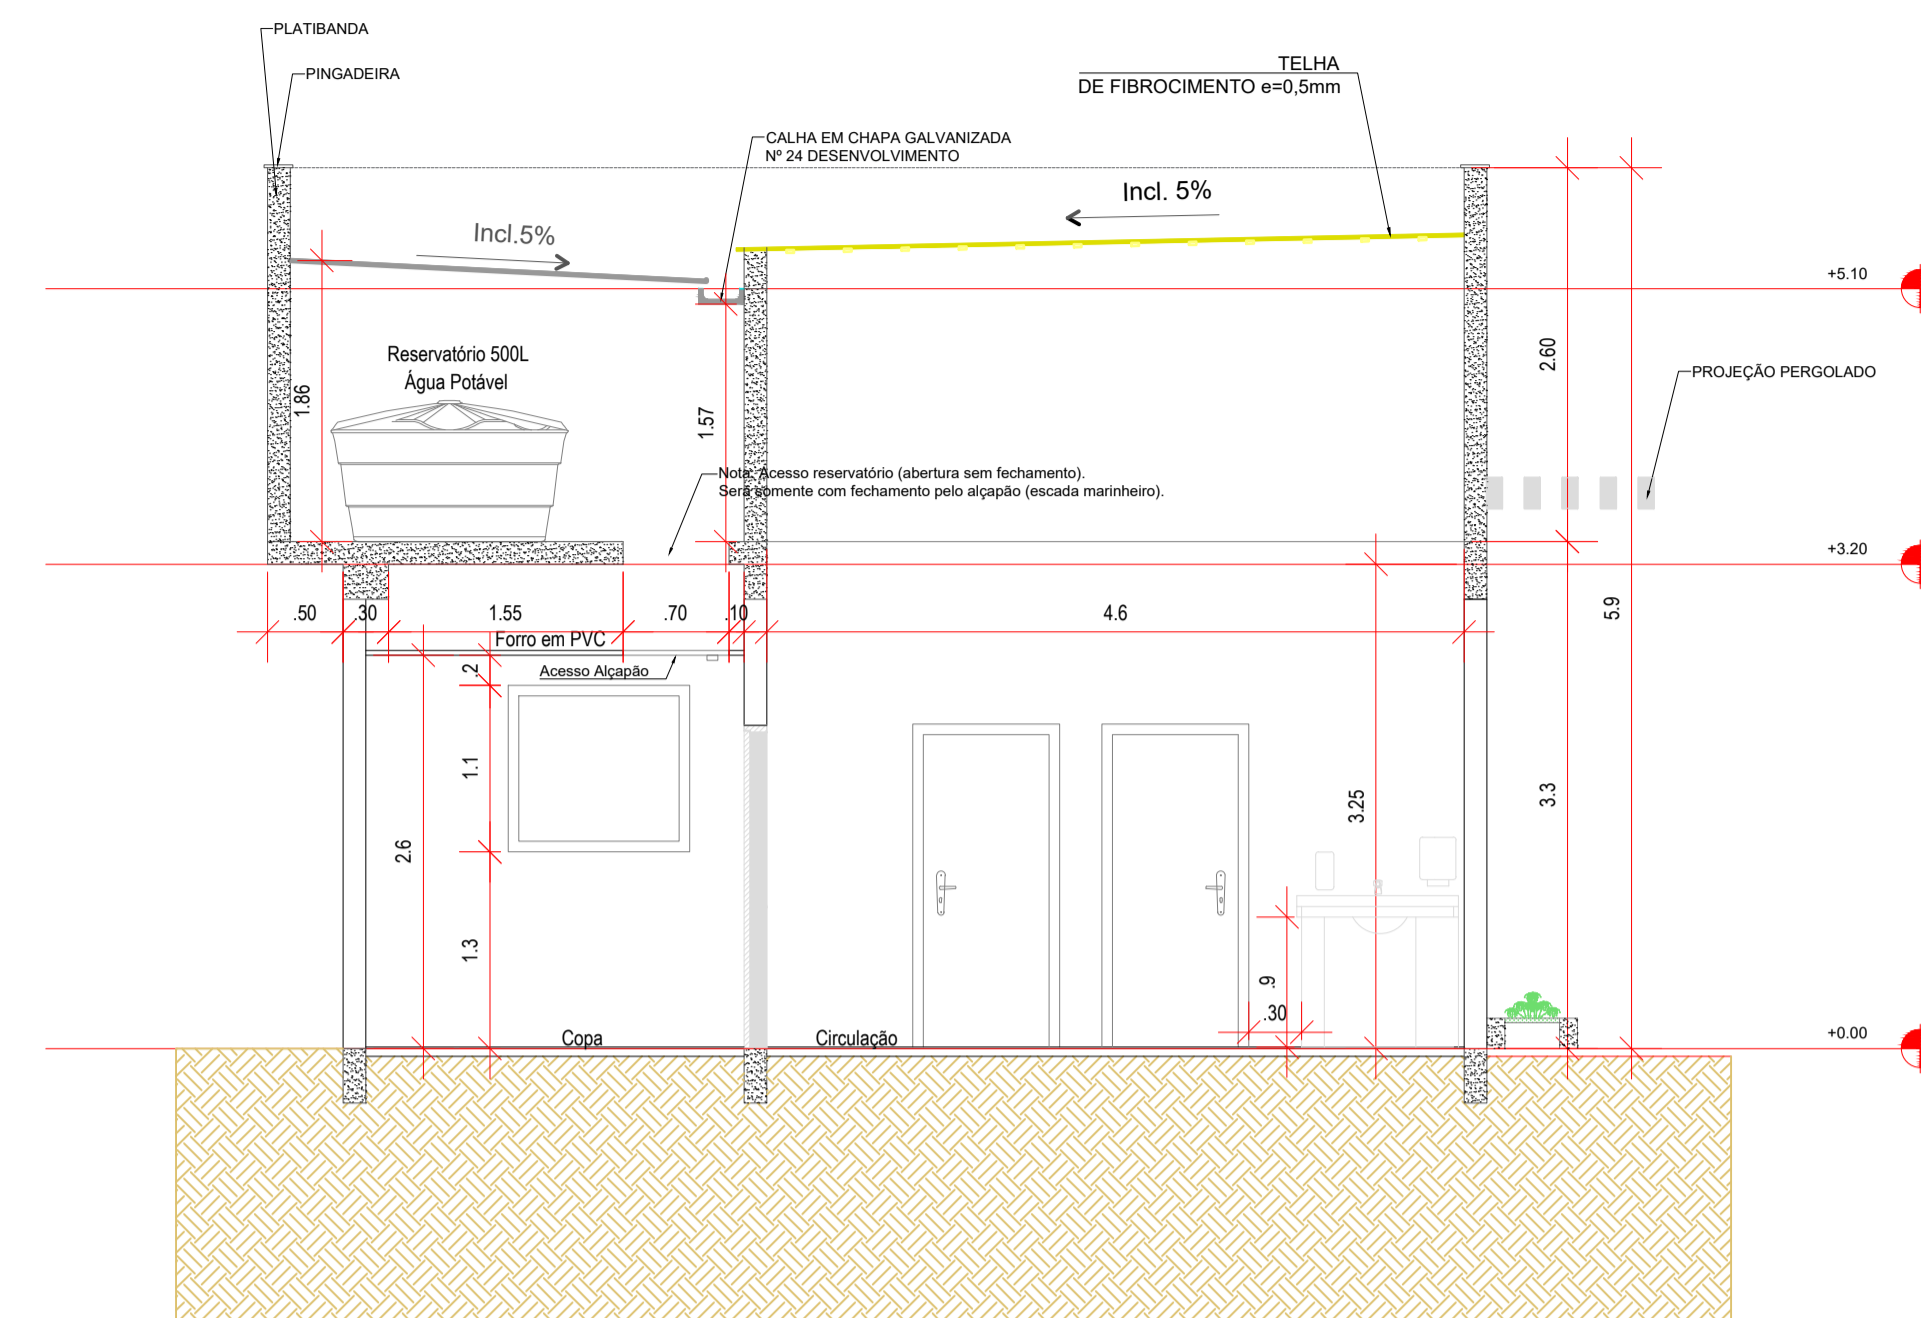 PLATIBANDA
PINGADEIRA
TELHA
DE FIBROCIMENTO e=0,5mm
CALHA EM CHAPA GALVANIZADA
Nº 24 DESENVOLVIMENTO
Incl. 5%
Incl.5%
+5.10
Reservatório 500L
Água Potável
1.86
1.57
2.60
PROJEÇÃO PERGOLADO
Nota: Acesso reservatório (abertura sem fechamento).
Será somente com fechamento pelo alçapão (escada marinheiro).
+3.20
.50
.30
1.55
.70
.10
4.6
5.9
Forro em PVC
Acesso Alçapão
.2
1.1
2.6
1.3
3.25
3.3
.9
.30
Copa
Circulação
+0.00